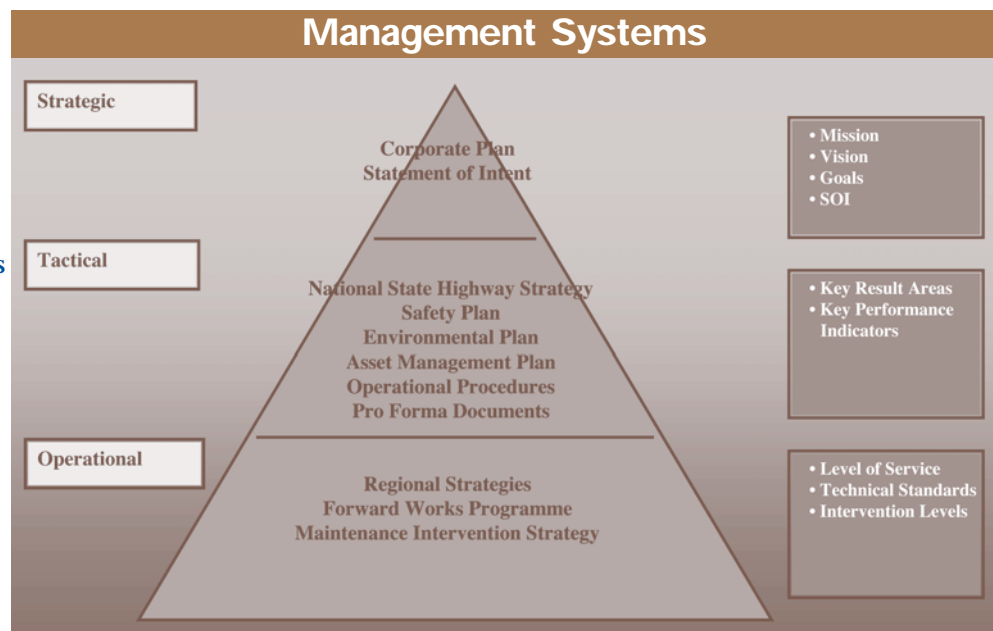 Management Systems
Strategic
Corporate Plan
Statement of Intent
• Mission
• Vision
• Goals
• SOI
Tactical
National State Highway Strategy
Safety Plan
Environmental Plan
Asset Management Plan
Operational Procedures
Pro Forma Documents
• Key Result Areas
• Key Performance
Indicators
Operational
Regional Strategies
Forward Works Programme
Maintenance Intervention Strategy
• Level of Service
• Technical Standards
• Intervention Levels